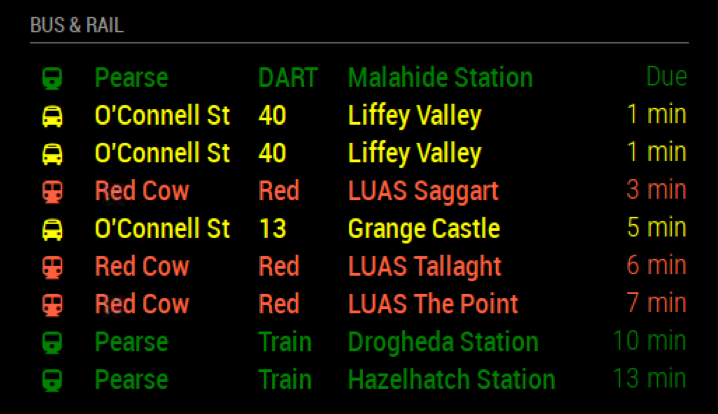 BUS & RAIL
Pearse DART Malahide Station Due
O'Connell St 40 Liffey Valley 1 min
O'Connell St 40 Liffey Valley 1 min
Red Cow Red LUAS Saggart 3 min
O'Connell St 13 Grange Castle 5 min
Red Cow Red LUAS Tallaght 6 min
Red Cow Red LUAS The Point 7 min
Pearse Train Drogheda Station 10 min
Pearse Train Hazelhatch Station 13 min